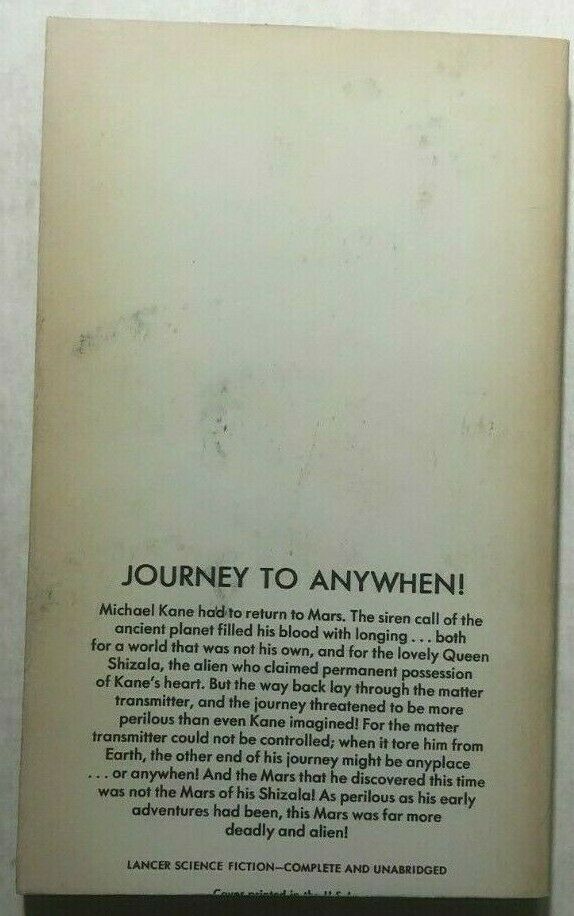 JOURNEY TO ANYWHEN!
Michael Kane had to return to Mars. The siren call of the
ancient planet filled his blood with longing ... both
for a world that was not his own, and for the lovely Queen
Shizala, the alien who claimed permanent possession
of Kane's heart. But the way back lay through the matter
transmitter, and the journey threatened to be more
perilous than even Kane imagined! For the matter
transmitter could not be controlled; when it tore him from
Earth, the other end of his journey might be anyplace
... or anywhen! And the Mars that he discovered this time
was not the Mars of his Shizala! As perilous as his early
adventures had been, this Mars was far more
deadly and alien!
LANCER SCIENCE FICTION—COMPLETE AND UNABRIDGED
Cover printed in the U.S.A.